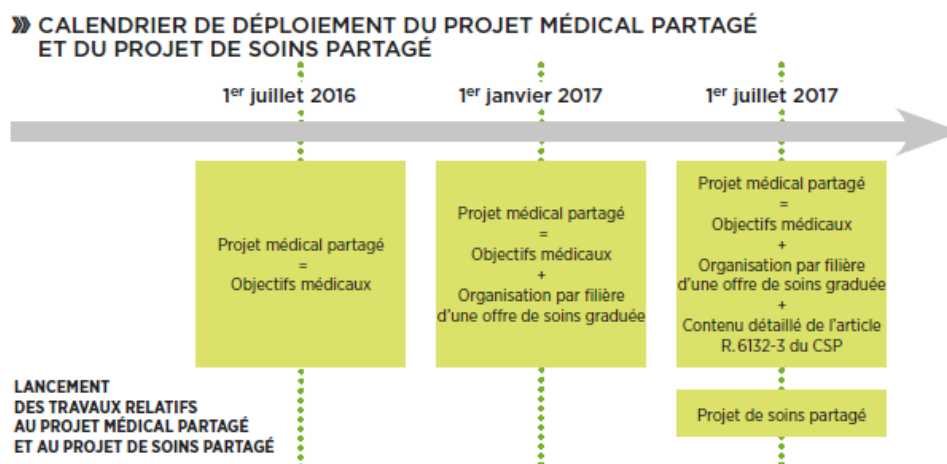 ⟫ CALENDRIER DE DÉPLOIEMENT DU PROJET MÉDICAL PARTAGÉ
ET DU PROJET DE SOINS PARTAGÉ
1er juillet 2016
1er janvier 2017
1er juillet 2017
Projet médical partagé
=
Objectifs médicaux
Projet médical partagé
=
Objectifs médicaux
+
Organisation par filière
d'une offre de soins graduée
Projet médical partagé
=
Objectifs médicaux
+
Organisation par filière
d'une offre de soins graduée
+
Contenu détaillé de l'article
R. 6132-3 du CSP
LANCEMENT
DES TRAVAUX RELATIFS
AU PROJET MÉDICAL PARTAGÉ
ET AU PROJET DE SOINS PARTAGÉ
Projet de soins partagé